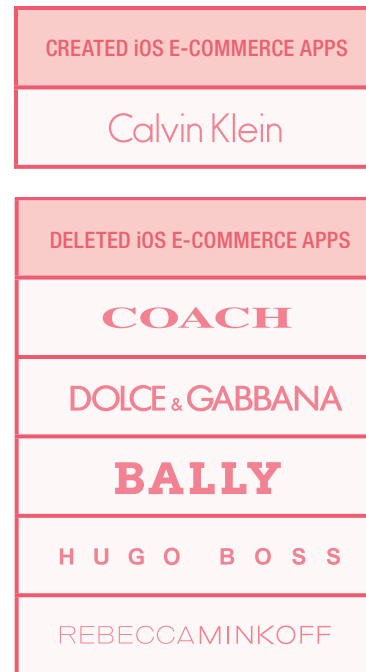 CREATED iOS E-COMMERCE APPS
Calvin Klein
DELETED iOS E-COMMERCE APPS
COACH
DOLCE & GABBANA
BALLY
HUGO BOSS
REBECCAMINKOFF